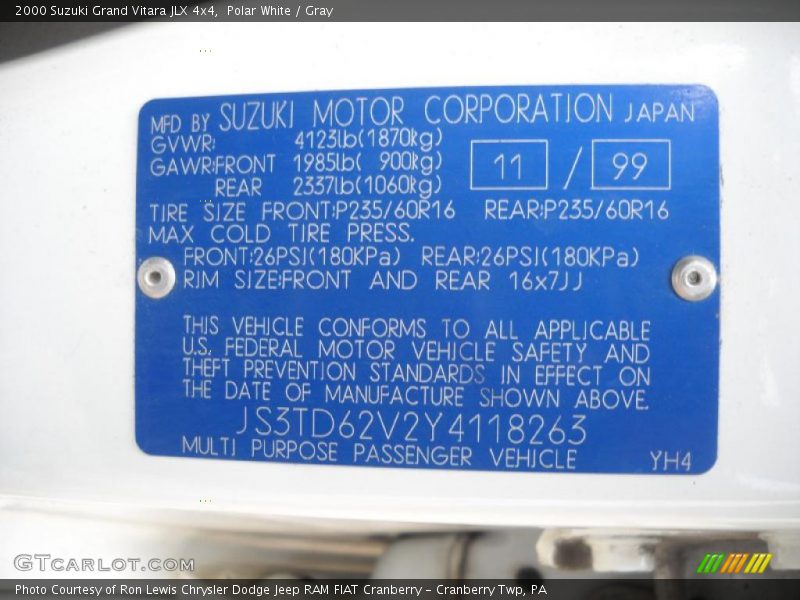 2000 Suzuki Grand Vitara JLX 4x4,  Polar White / Gray
MFD BY SUZUKI MOTOR CORPORATION JAPAN
GVWR: 4123lb(1870kg)
GAWR:FRONT 1985lb( 900kg) 11 / 99
REAR 2337lb(1060kg)
TIRE SIZE FRONT:P235/60R16 REAR:P235/60R16
MAX COLD TIRE PRESS.
FRONT:26PSI(180KPa) REAR:26PSI(180KPa)
RIM SIZE:FRONT AND REAR 16x7JJ
THIS VEHICLE CONFORMS TO ALL APPLICABLE
U.S. FEDERAL MOTOR VEHICLE SAFETY AND
THEFT PREVENTION STANDARDS IN EFFECT ON
THE DATE OF MANUFACTURE SHOWN ABOVE.
JS3TD62V2Y4118263
MULTI PURPOSE PASSENGER VEHICLE YH4
GTCARLOT.COM
Photo Courtesy of Ron Lewis Chrysler Dodge Jeep RAM FIAT Cranberry - Cranberry Twp, PA